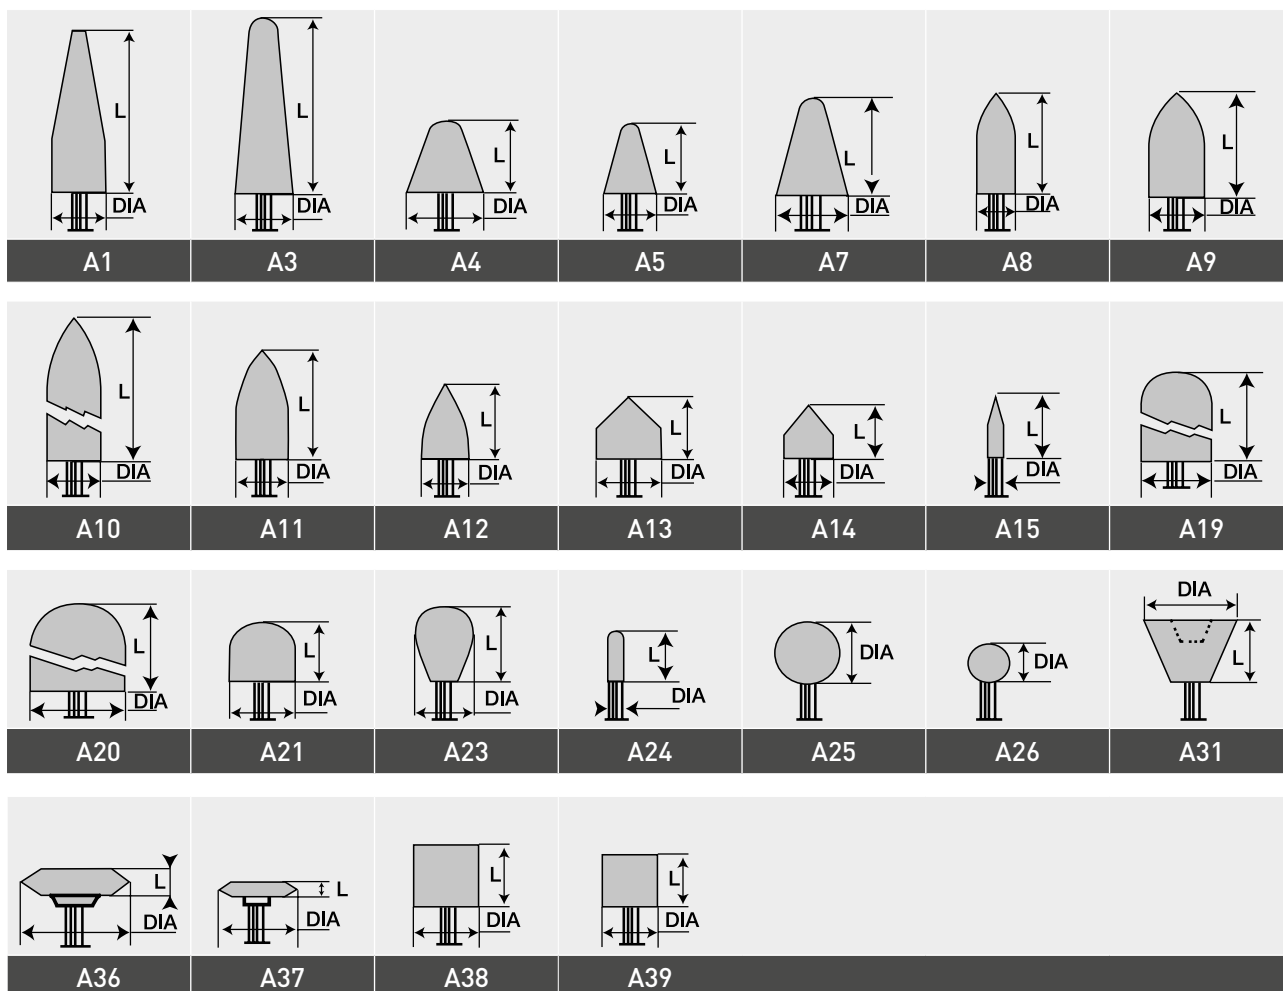 L L L L L L L
DIA DIA DIA DIA DIA DIA DIA
A1 A3 A4 A5 A7 A8 A9
L L L L L L L
DIA DIA DIA DIA DIA DIA DIA
A10 A11 A12 A13 A14 A15 A19
DIA
L L L L DIA DIA L
DIA DIA DIA DIA
A20 A21 A23 A24 A25 A26 A31
L L L L
DIA DIA DIA DIA
A36 A37 A38 A39